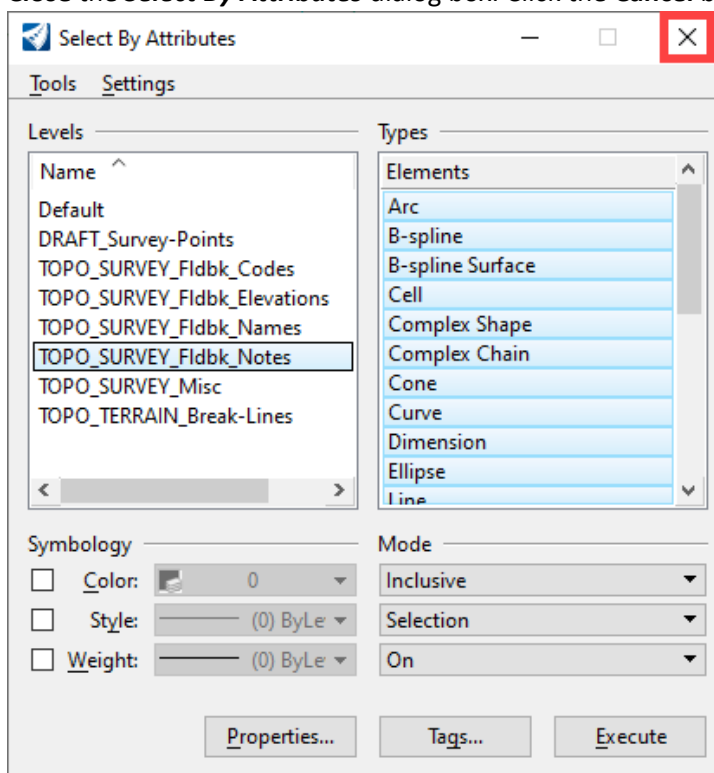 Select By Attributes
Tools Settings
Levels
Name
Default
DRAFT_Survey-Points
TOPO_SURVEY_Fldbk_Codes
TOPO_SURVEY_Fldbk_Elevations
TOPO_SURVEY_Fldbk_Names
TOPO_SURVEY_Fldbk_Notes
TOPO_SURVEY_Misc
TOPO_TERRAIN_Break-Lines
Types
Elements
Arc
B-spline
B-spline Surface
Cell
Complex Shape
Complex Chain
Cone
Curve
Dimension
Ellipse
Line
Symbology
Color: 0
Style: (0) ByLe
Weight: (0) ByLe
Mode
Inclusive
Selection
On
Properties... Tags... Execute